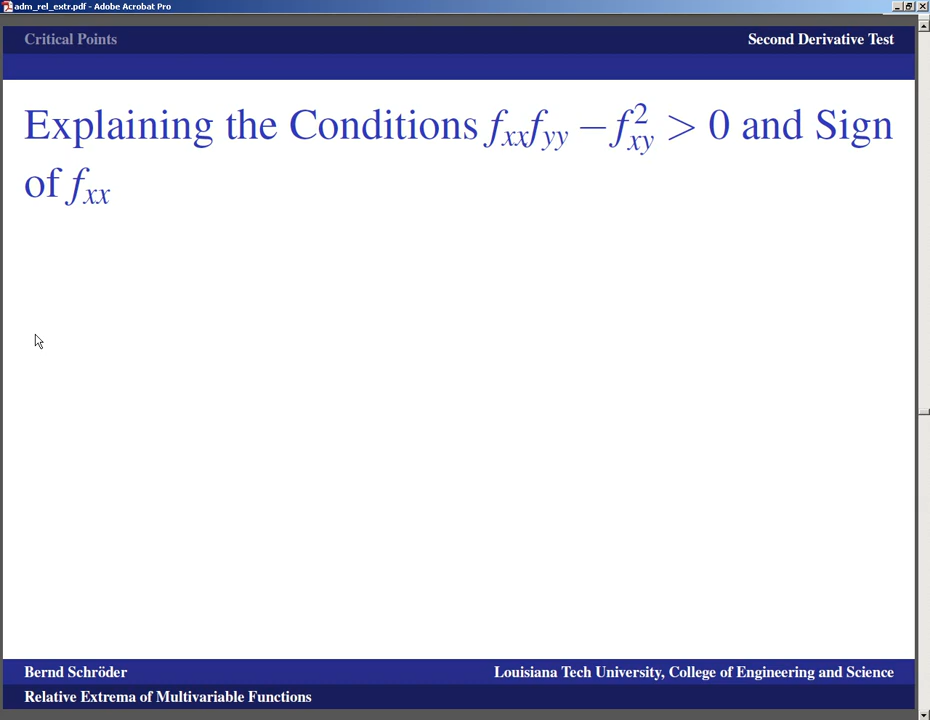 adm_rel_extr.pdf - Adobe Acrobat Pro
Critical Points
Second Derivative Test
Explaining the Conditions f_{xx}f_{yy} − f_{xy}^2 > 0 and Sign
of f_{xx}
Bernd Schröder
Louisiana Tech University, College of Engineering and Science
Relative Extrema of Multivariable Functions